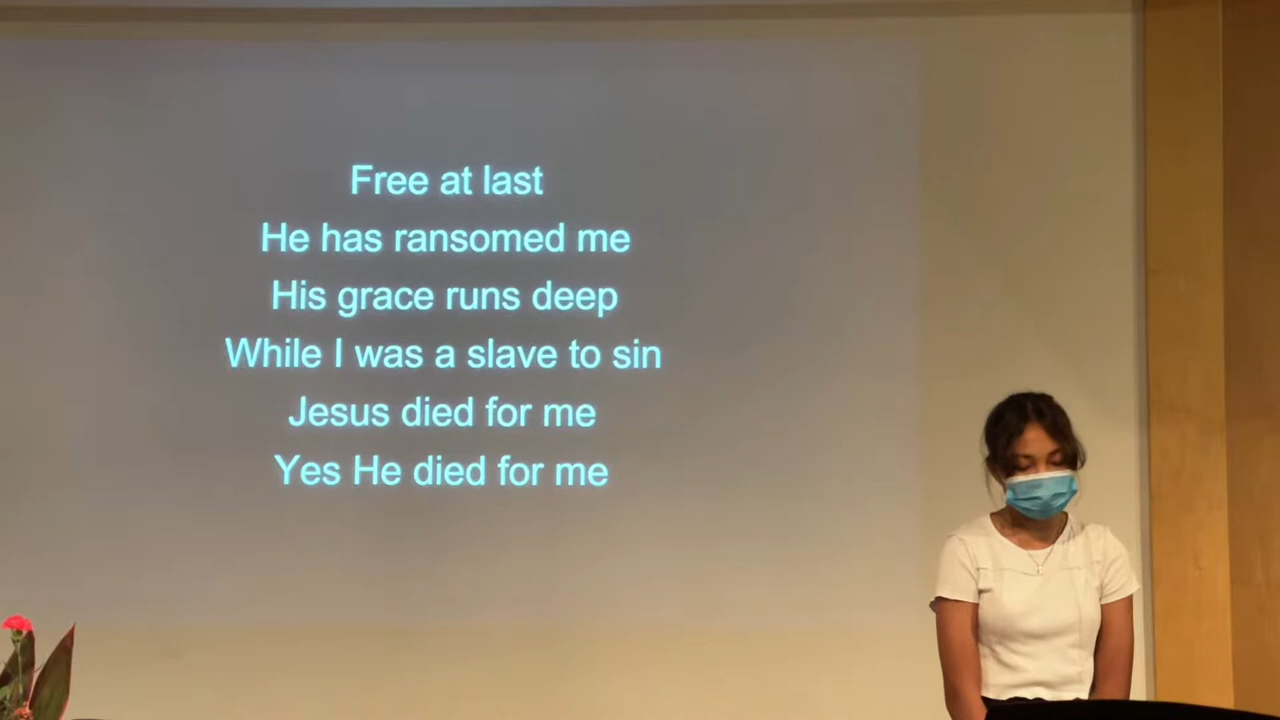 Free at last
He has ransomed me
His grace runs deep
While I was a slave to sin
Jesus died for me
Yes He died for me